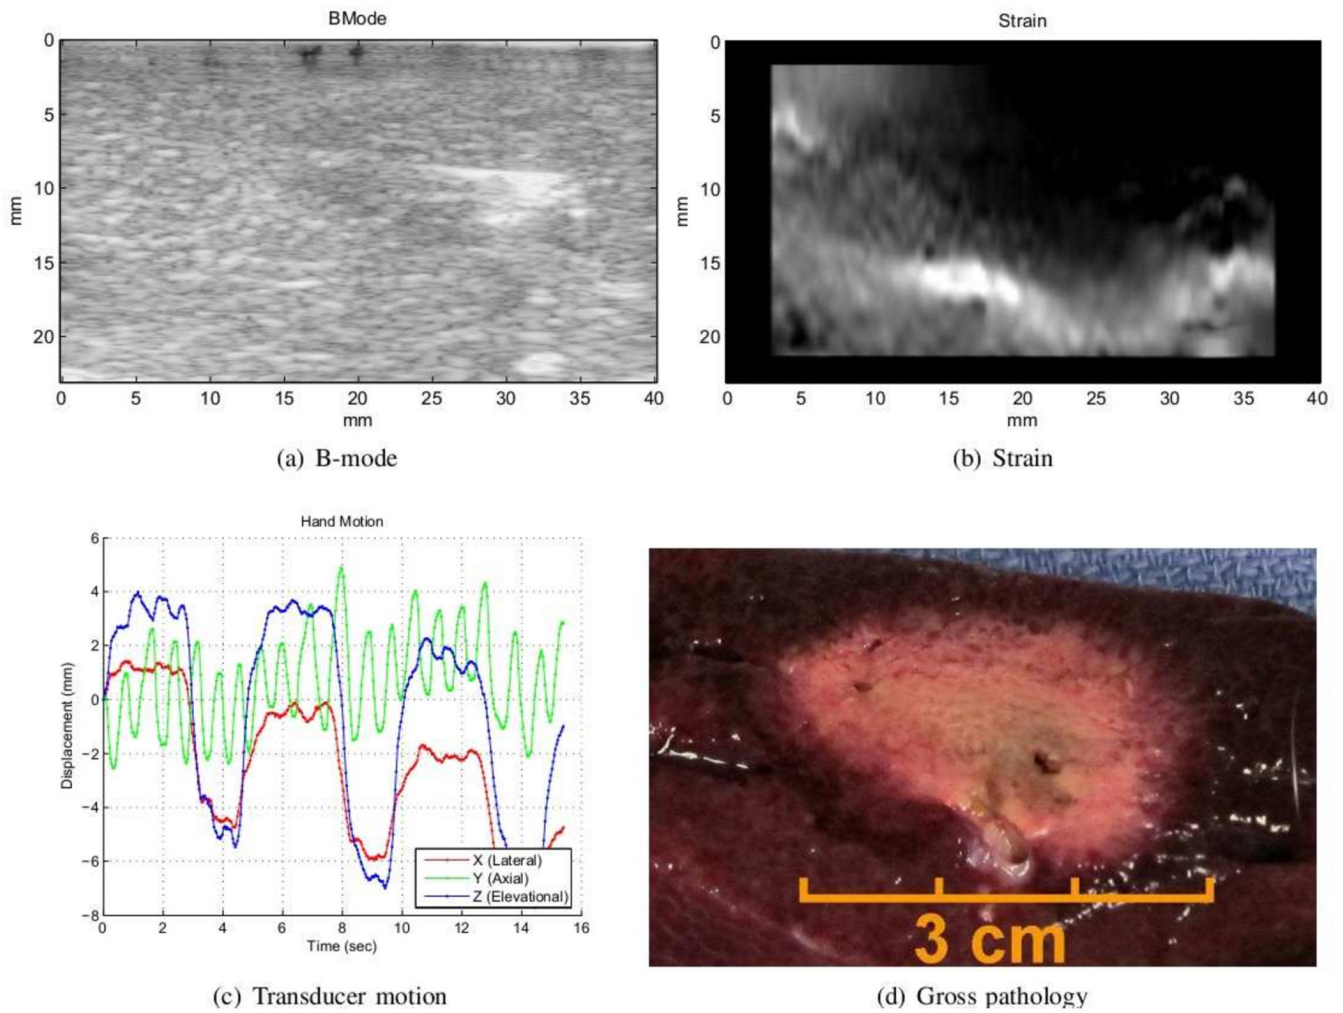 BMode
0
5
10
15
20
mm
0 5 10 15 20 25 30 35 40
mm
(a) B-mode
Strain
0
5
10
15
20
mm
0 5 10 15 20 25 30 35 40
mm
(b) Strain
Hand Motion
6
4
2
0
−2
−4
−6
−8
Displacement (mm)
X (Lateral)
Y (Axial)
Z (Elevational)
0 2 4 6 8 10 12 14 16
Time (sec)
(c) Transducer motion
3 cm
(d) Gross pathology